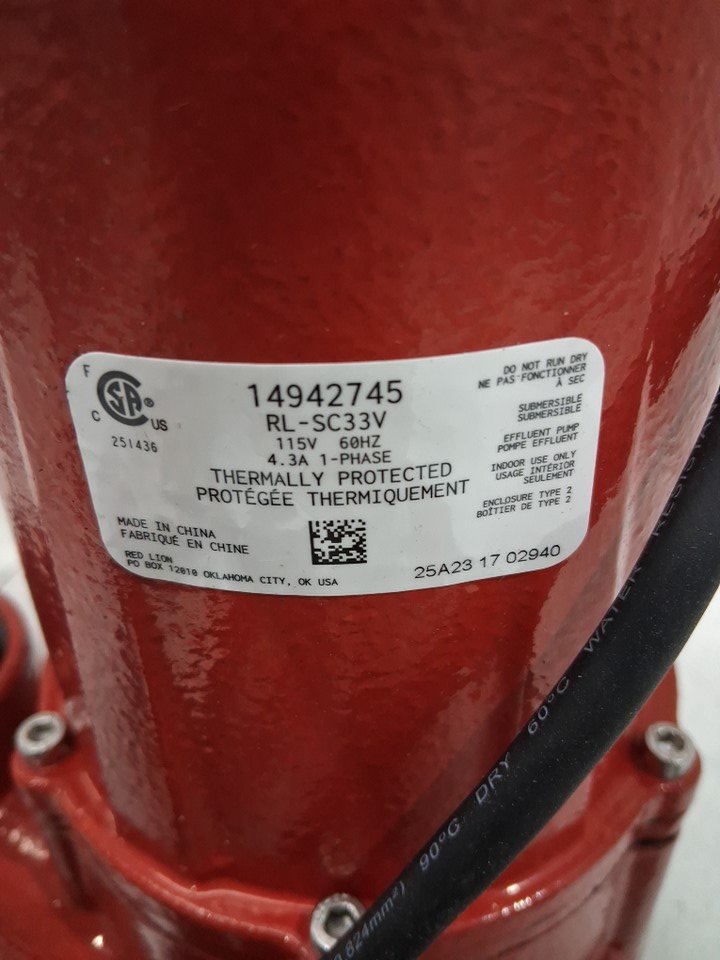 F
C
SA
®
US
251436
14942745
RL-SC33V
115V 60HZ
4.3A 1-PHASE
THERMALLY PROTECTED
PROTÉGÉE THERMIQUEMENT
DO NOT RUN DRY
NE PAS FONCTIONNER
À SEC
SUBMERSIBLE
SUBMERSIBLE
EFFLUENT PUMP
POMPE EFFLUENT
INDOOR USE ONLY
USAGE INTÉRIOR
SEULEMENT
ENCLOSURE TYPE 2
BOÎTIER DE TYPE 2
MADE IN CHINA
FABRIQUÉ EN CHINE
RED LION
PO BOX 12010 OKLAHOMA CITY, OK USA
25A23 17 02940
824mm²) 90°C DRY 60°C WATER RESIS